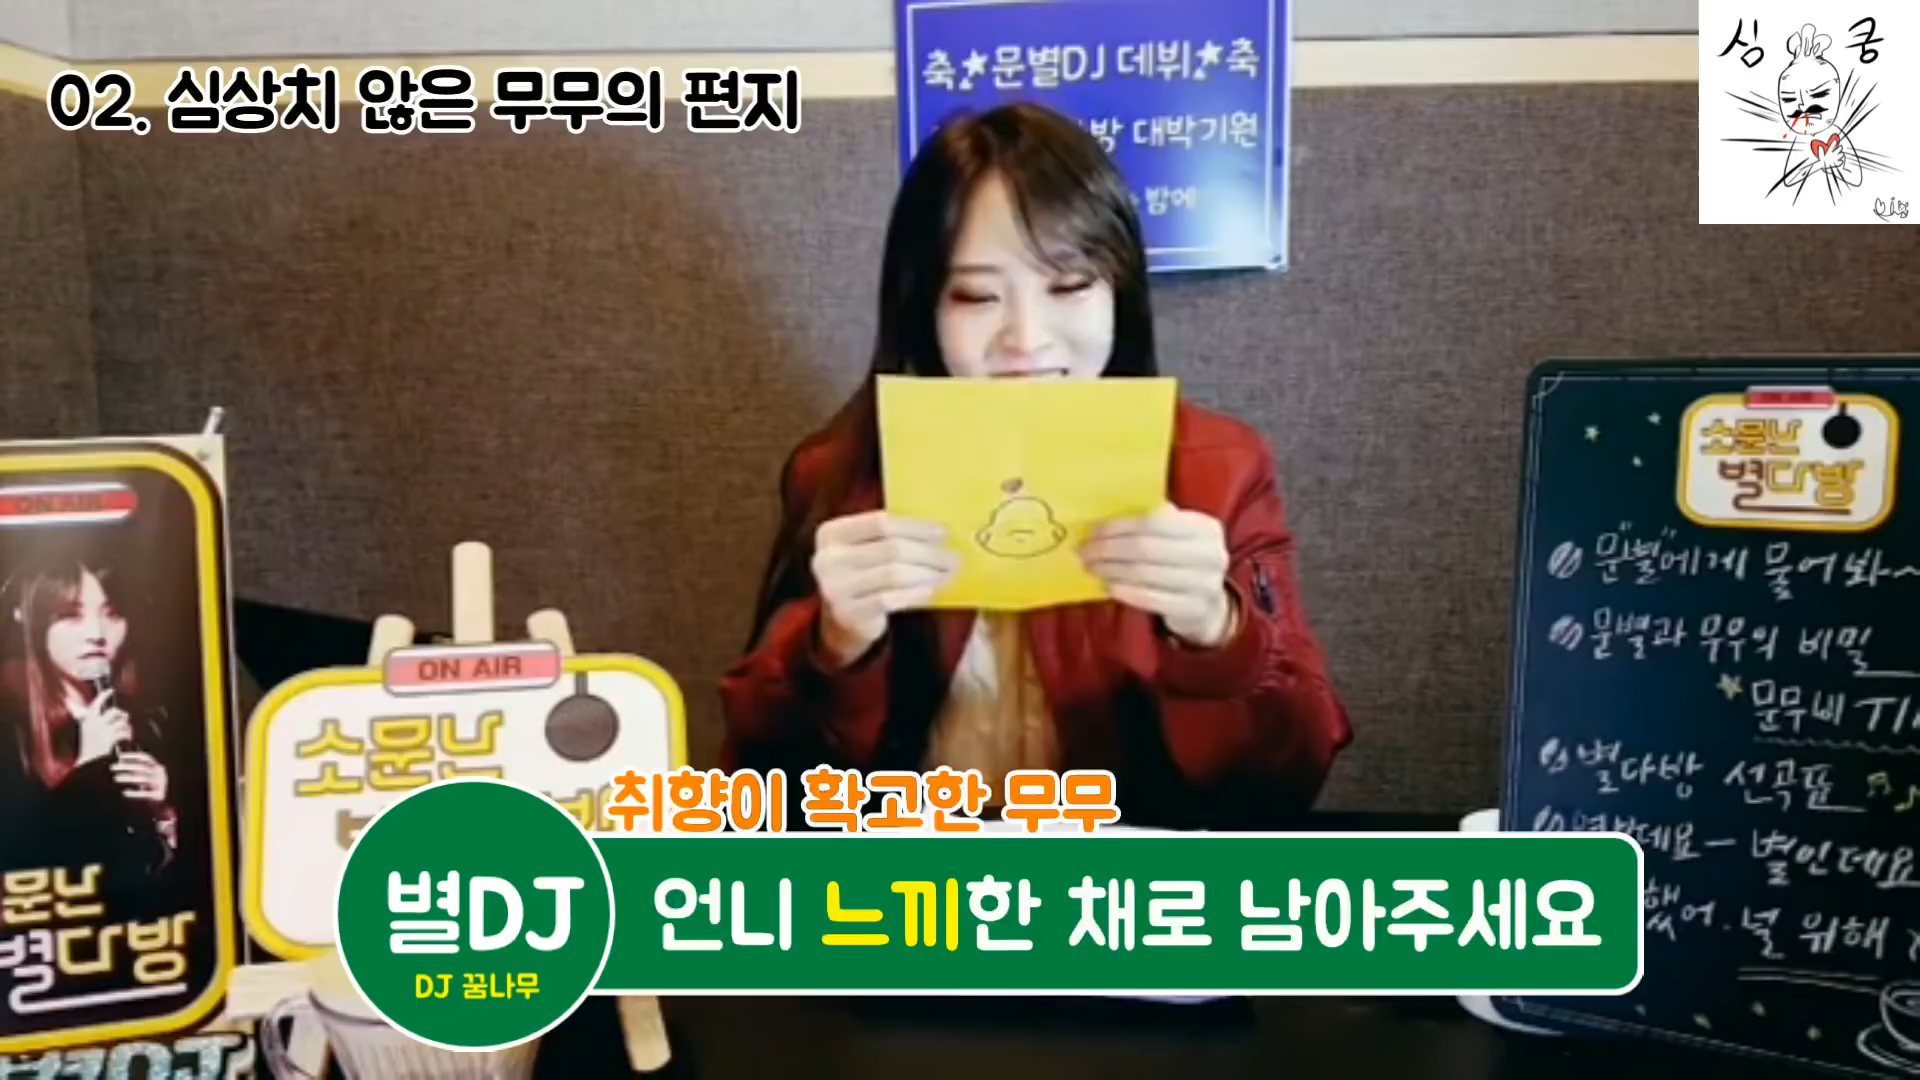 02. 심상치 않은 무무의 편지
심쿵
축★문별DJ 데뷔★축
방 대박기원
밤에
ON AIR
문난
별다방
ON AIR
소문난
ON AIR
소문난
별다방
문"별"에게 물어봐~
문별과 무무의 비밀
문무비
별다방 선곡표
별인데요
했어. 널 위해
취향이 확고한 무무
별DJ
DJ 꿈나무
언니 느끼한 채로 남아주세요